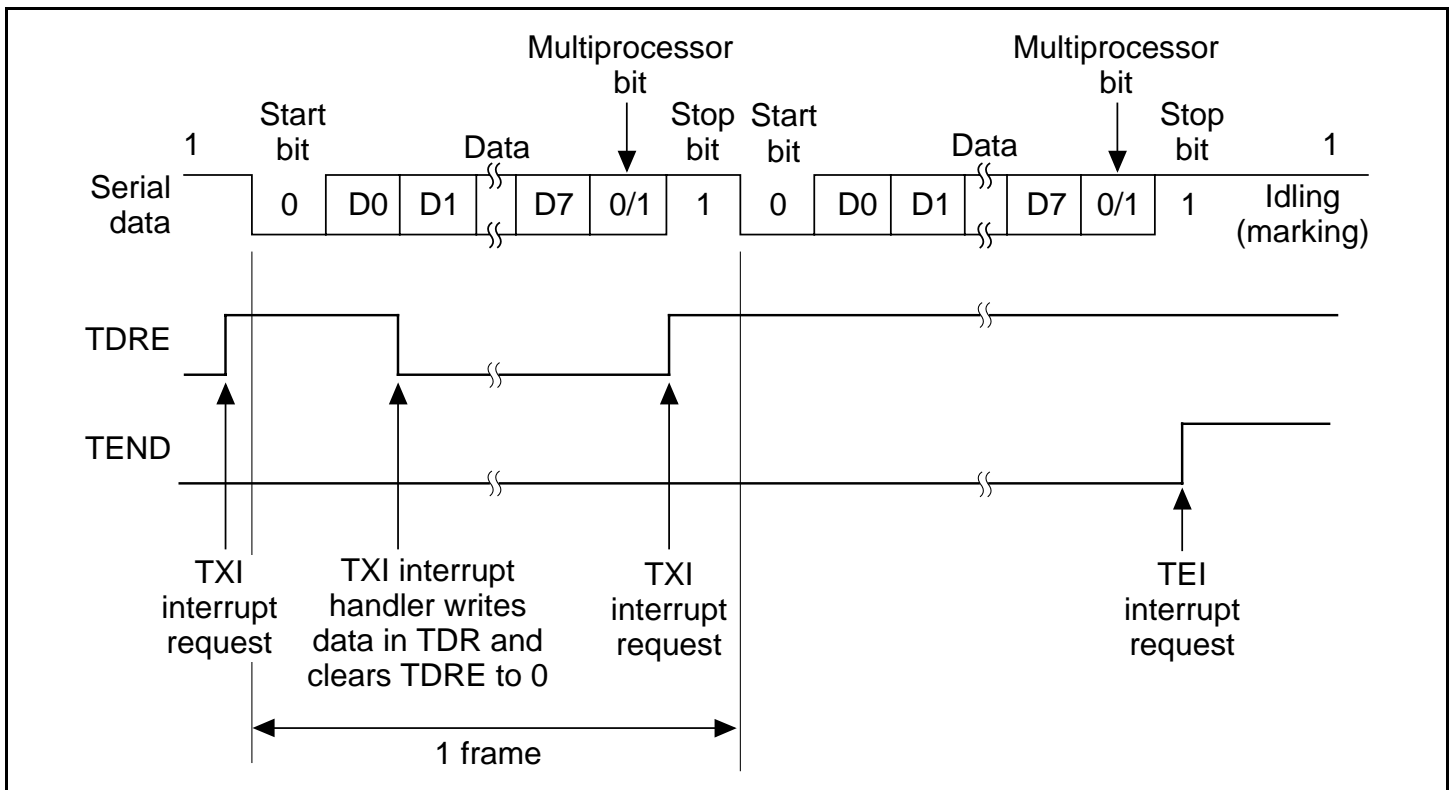 Multiprocessor bit
Multiprocessor bit
1
Start bit
Data
Stop bit
Start bit
Data
Stop bit
1
Serial data
0
D0
D1
D7
0/1
1
0
D0
D1
D7
0/1
1
Idling (marking)
TDRE
TEND
TXI interrupt request
TXI interrupt handler writes data in TDR and clears TDRE to 0
TXI interrupt request
TEI interrupt request
1 frame